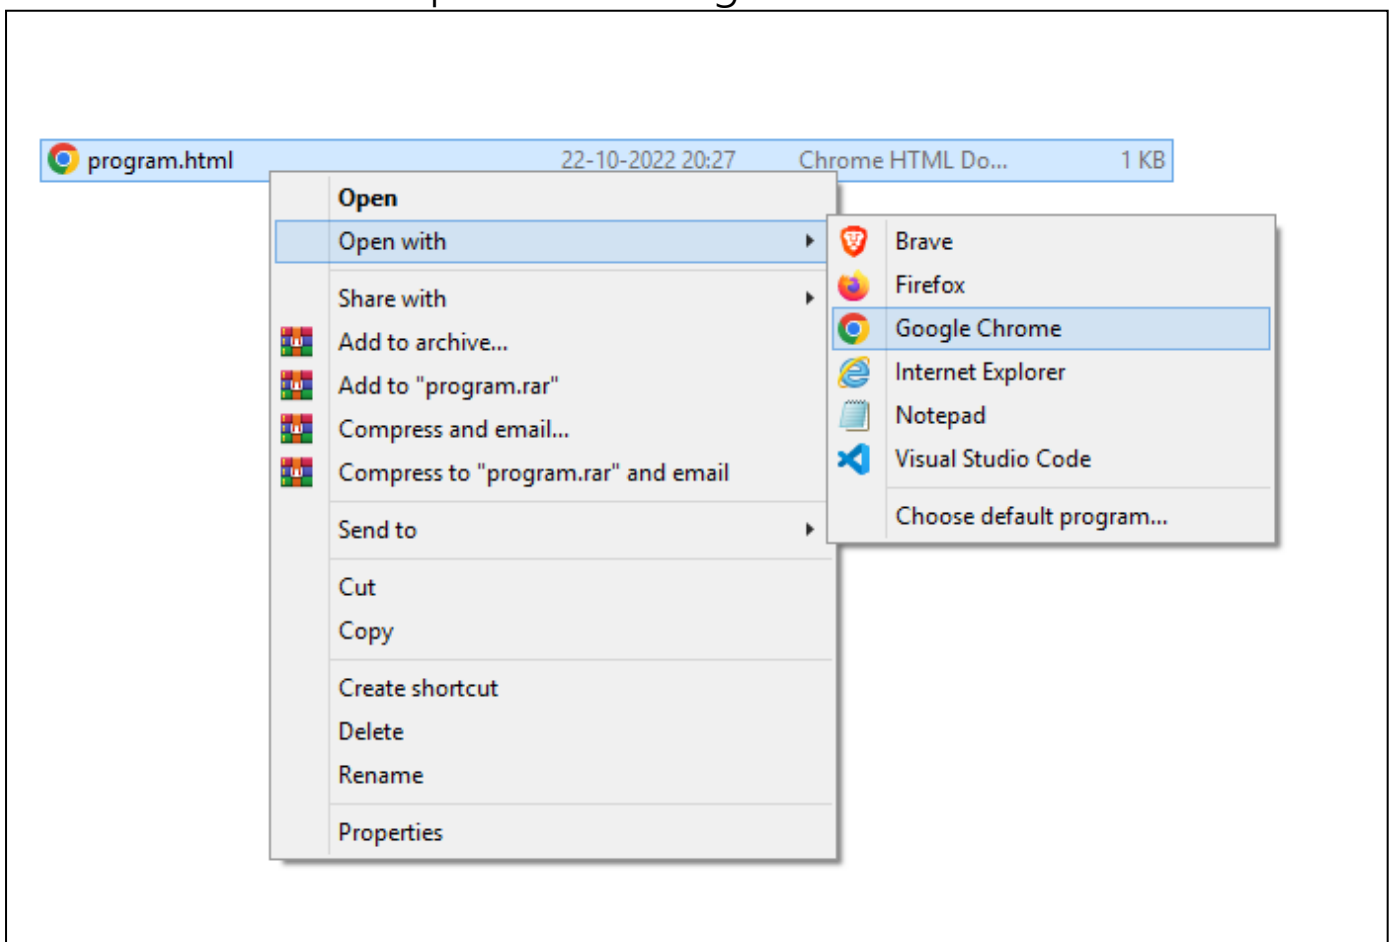 program.html 22-10-2022 20:27 Chrome HTML Do... 1 KB
Open
Open with
Share with
Add to archive...
Add to "program.rar"
Compress and email...
Compress to "program.rar" and email
Send to
Cut
Copy
Create shortcut
Delete
Rename
Properties
Brave
Firefox
Google Chrome
Internet Explorer
Notepad
Visual Studio Code
Choose default program...